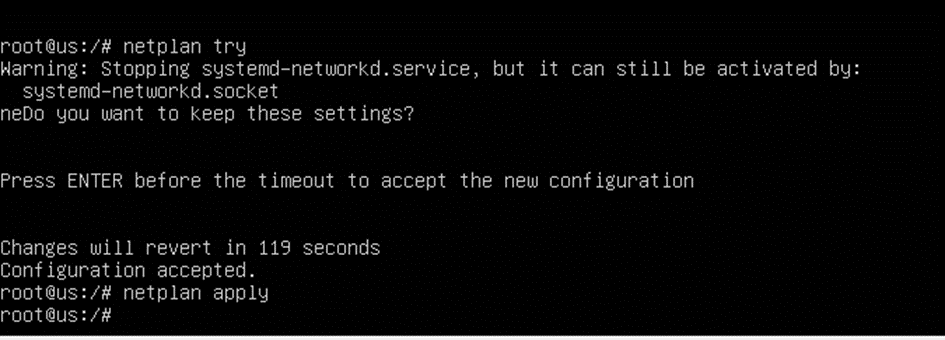 root@us:/# netplan try
Warning: Stopping systemd-networkd.service, but it can still be activated by:
  systemd-networkd.socket
neDo you want to keep these settings?
Press ENTER before the timeout to accept the new configuration
Changes will revert in 119 seconds
Configuration accepted.
root@us:/# netplan apply
root@us:/#